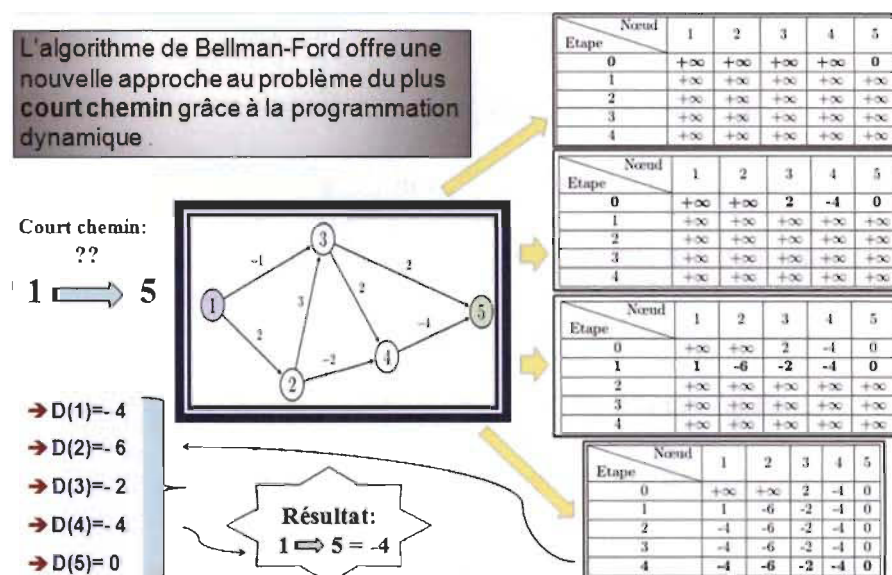 L'algorithme de Bellman-Ford offre une
nouvelle approche au problème du plus
court chemin grâce à la programmation
dynamique .
Court chemin:
??
1 5
-1
3
2
1
3
2
5
2
-4
-2
4
2
D(1)=- 4
D(2)=- 6
D(3)=- 2
D(4)=- 4
D(5)= 0
Résultat:
1 ⇒ 5 = -4
Nœud
Etape 1 2 3 4 5
0 +∞ +∞ +∞ +∞ 0
1 +∞ +∞ +∞ +∞ +∞
2 +∞ +∞ +∞ +∞ +∞
3 +∞ +∞ +∞ +∞ +∞
4 +∞ +∞ +∞ +∞ +∞
Nœud
Etape 1 2 3 4 5
0 +∞ +∞ 2 -4 0
1 +∞ +∞ +∞ +∞ +∞
2 +∞ +∞ +∞ +∞ +∞
3 +∞ +∞ +∞ +∞ +∞
4 +∞ +∞ +∞ +∞ +∞
Nœud
Etape 1 2 3 4 5
0 +∞ +∞ 2 -4 0
1 1 -6 -2 -4 0
2 +∞ +∞ +∞ +∞ +∞
3 +∞ +∞ +∞ +∞ +∞
4 +∞ +∞ +∞ +∞ +∞
Nœud
Etape 1 2 3 4 5
0 +∞ +∞ 2 -4 0
1 1 -6 -2 -4 0
2 -4 -6 -2 -4 0
3 -4 -6 -2 -4 0
4 -4 -6 -2 -4 0